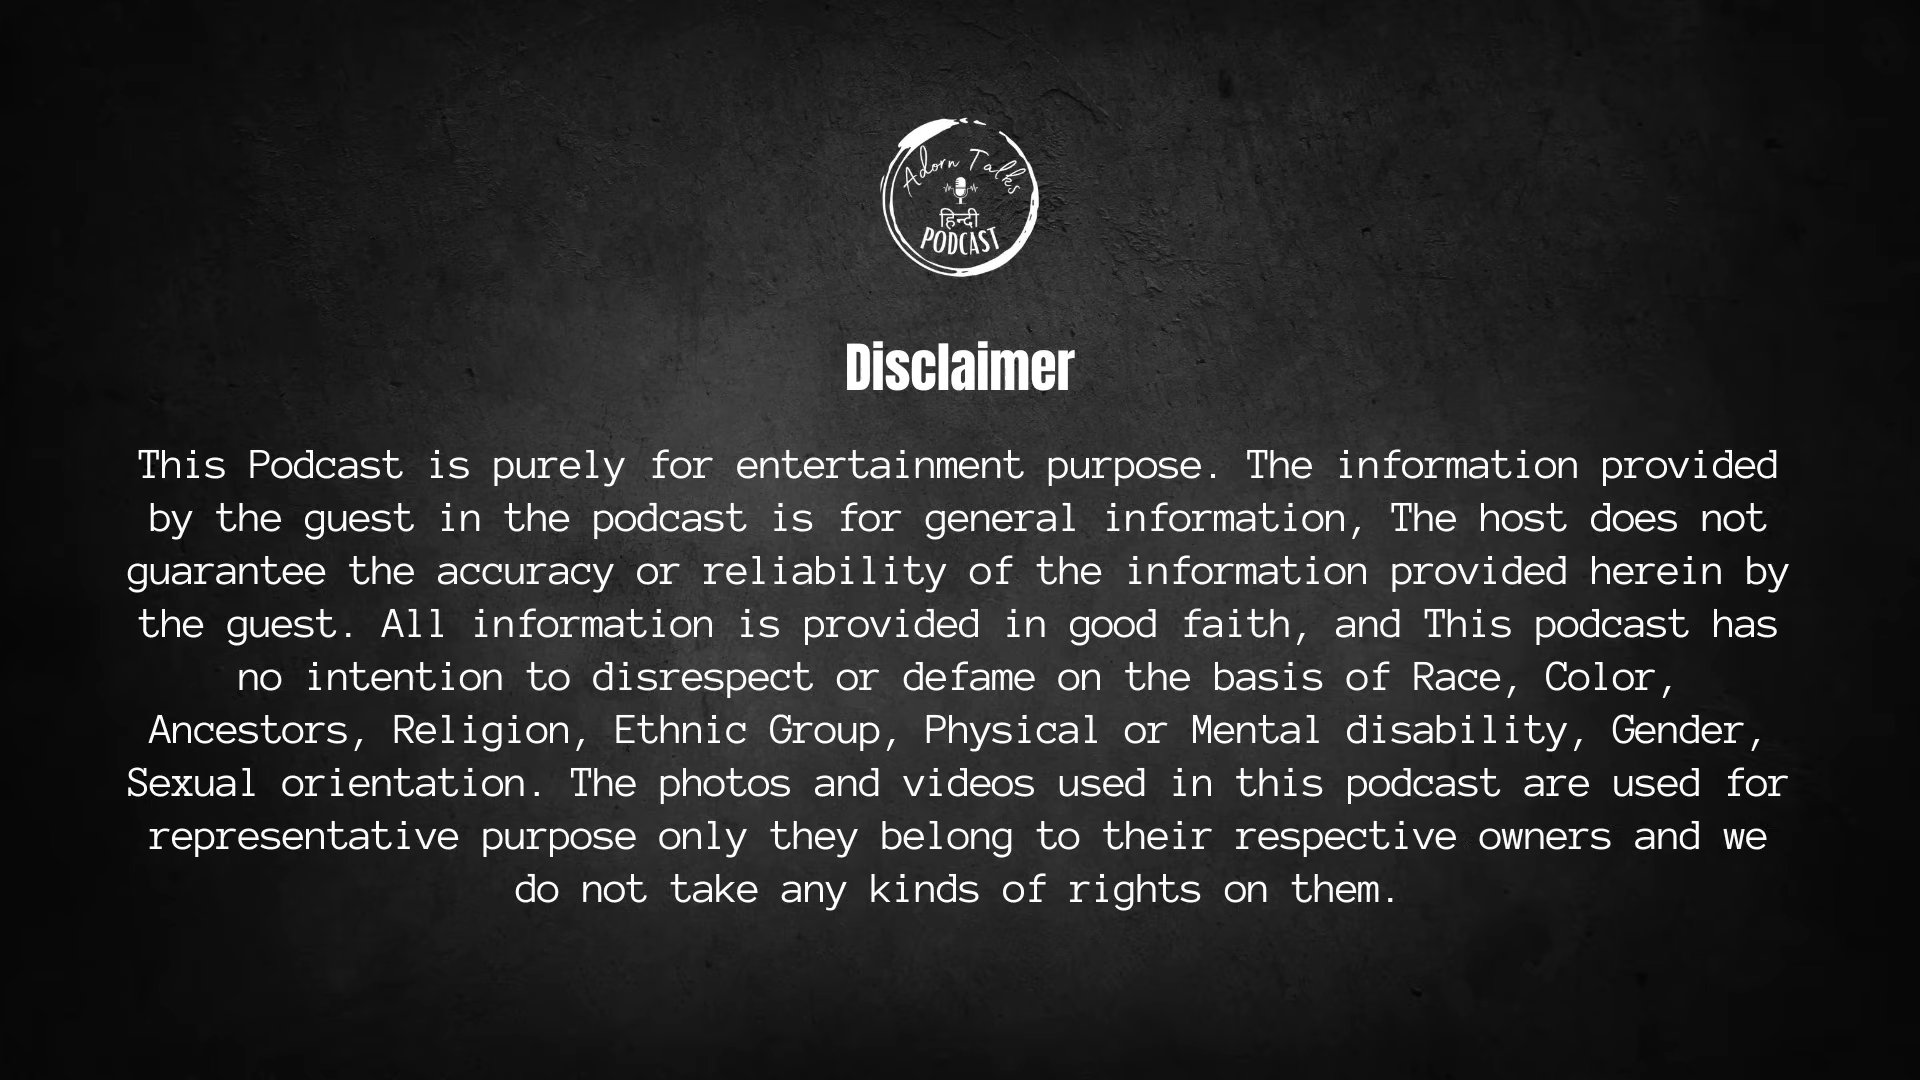 Adorn Talks
हिन्दी
PODCAST
Disclaimer
This Podcast is purely for entertainment purpose. The information provided
by the guest in the podcast is for general information, The host does not
guarantee the accuracy or reliability of the information provided herein by
the guest. All information is provided in good faith, and This podcast has
no intention to disrespect or defame on the basis of Race, Color,
Ancestors, Religion, Ethnic Group, Physical or Mental disability, Gender,
Sexual orientation. The photos and videos used in this podcast are used for
representative purpose only they belong to their respective owners and we
do not take any kinds of rights on them.